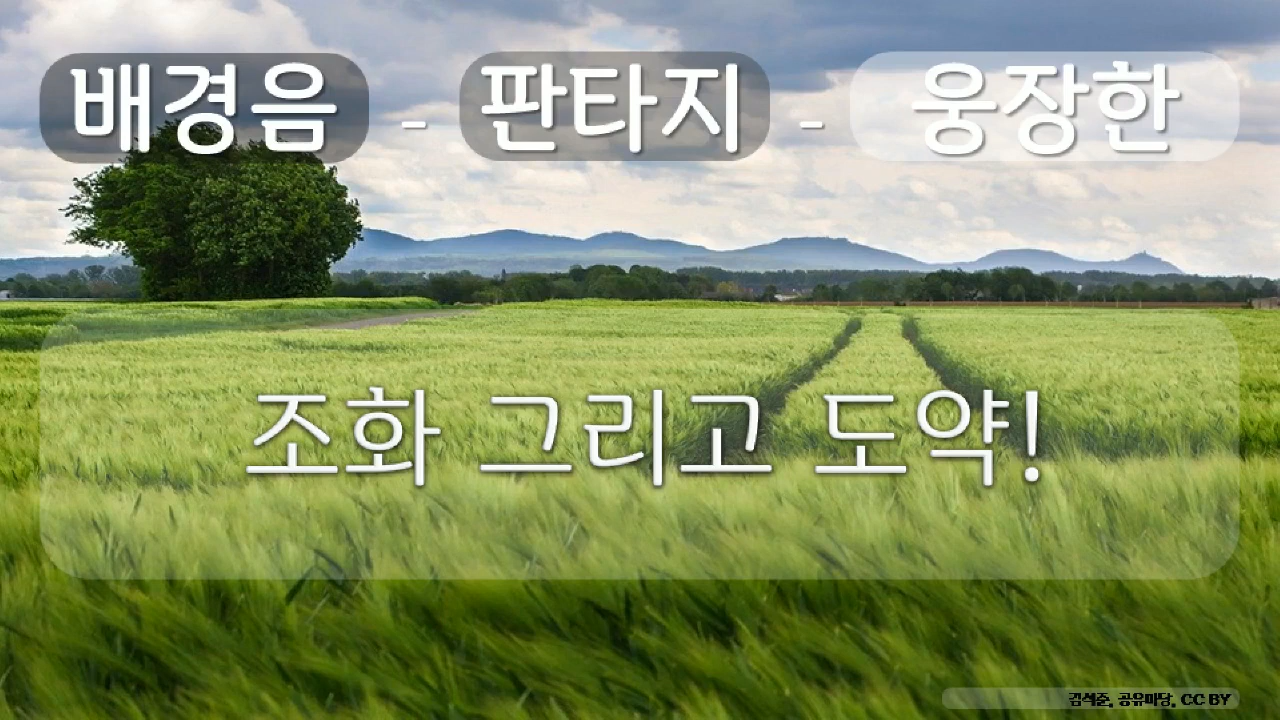 배경음 - 판타지 - 웅장한
조화 그리고 도약!
김석준, 공유마당, CC BY